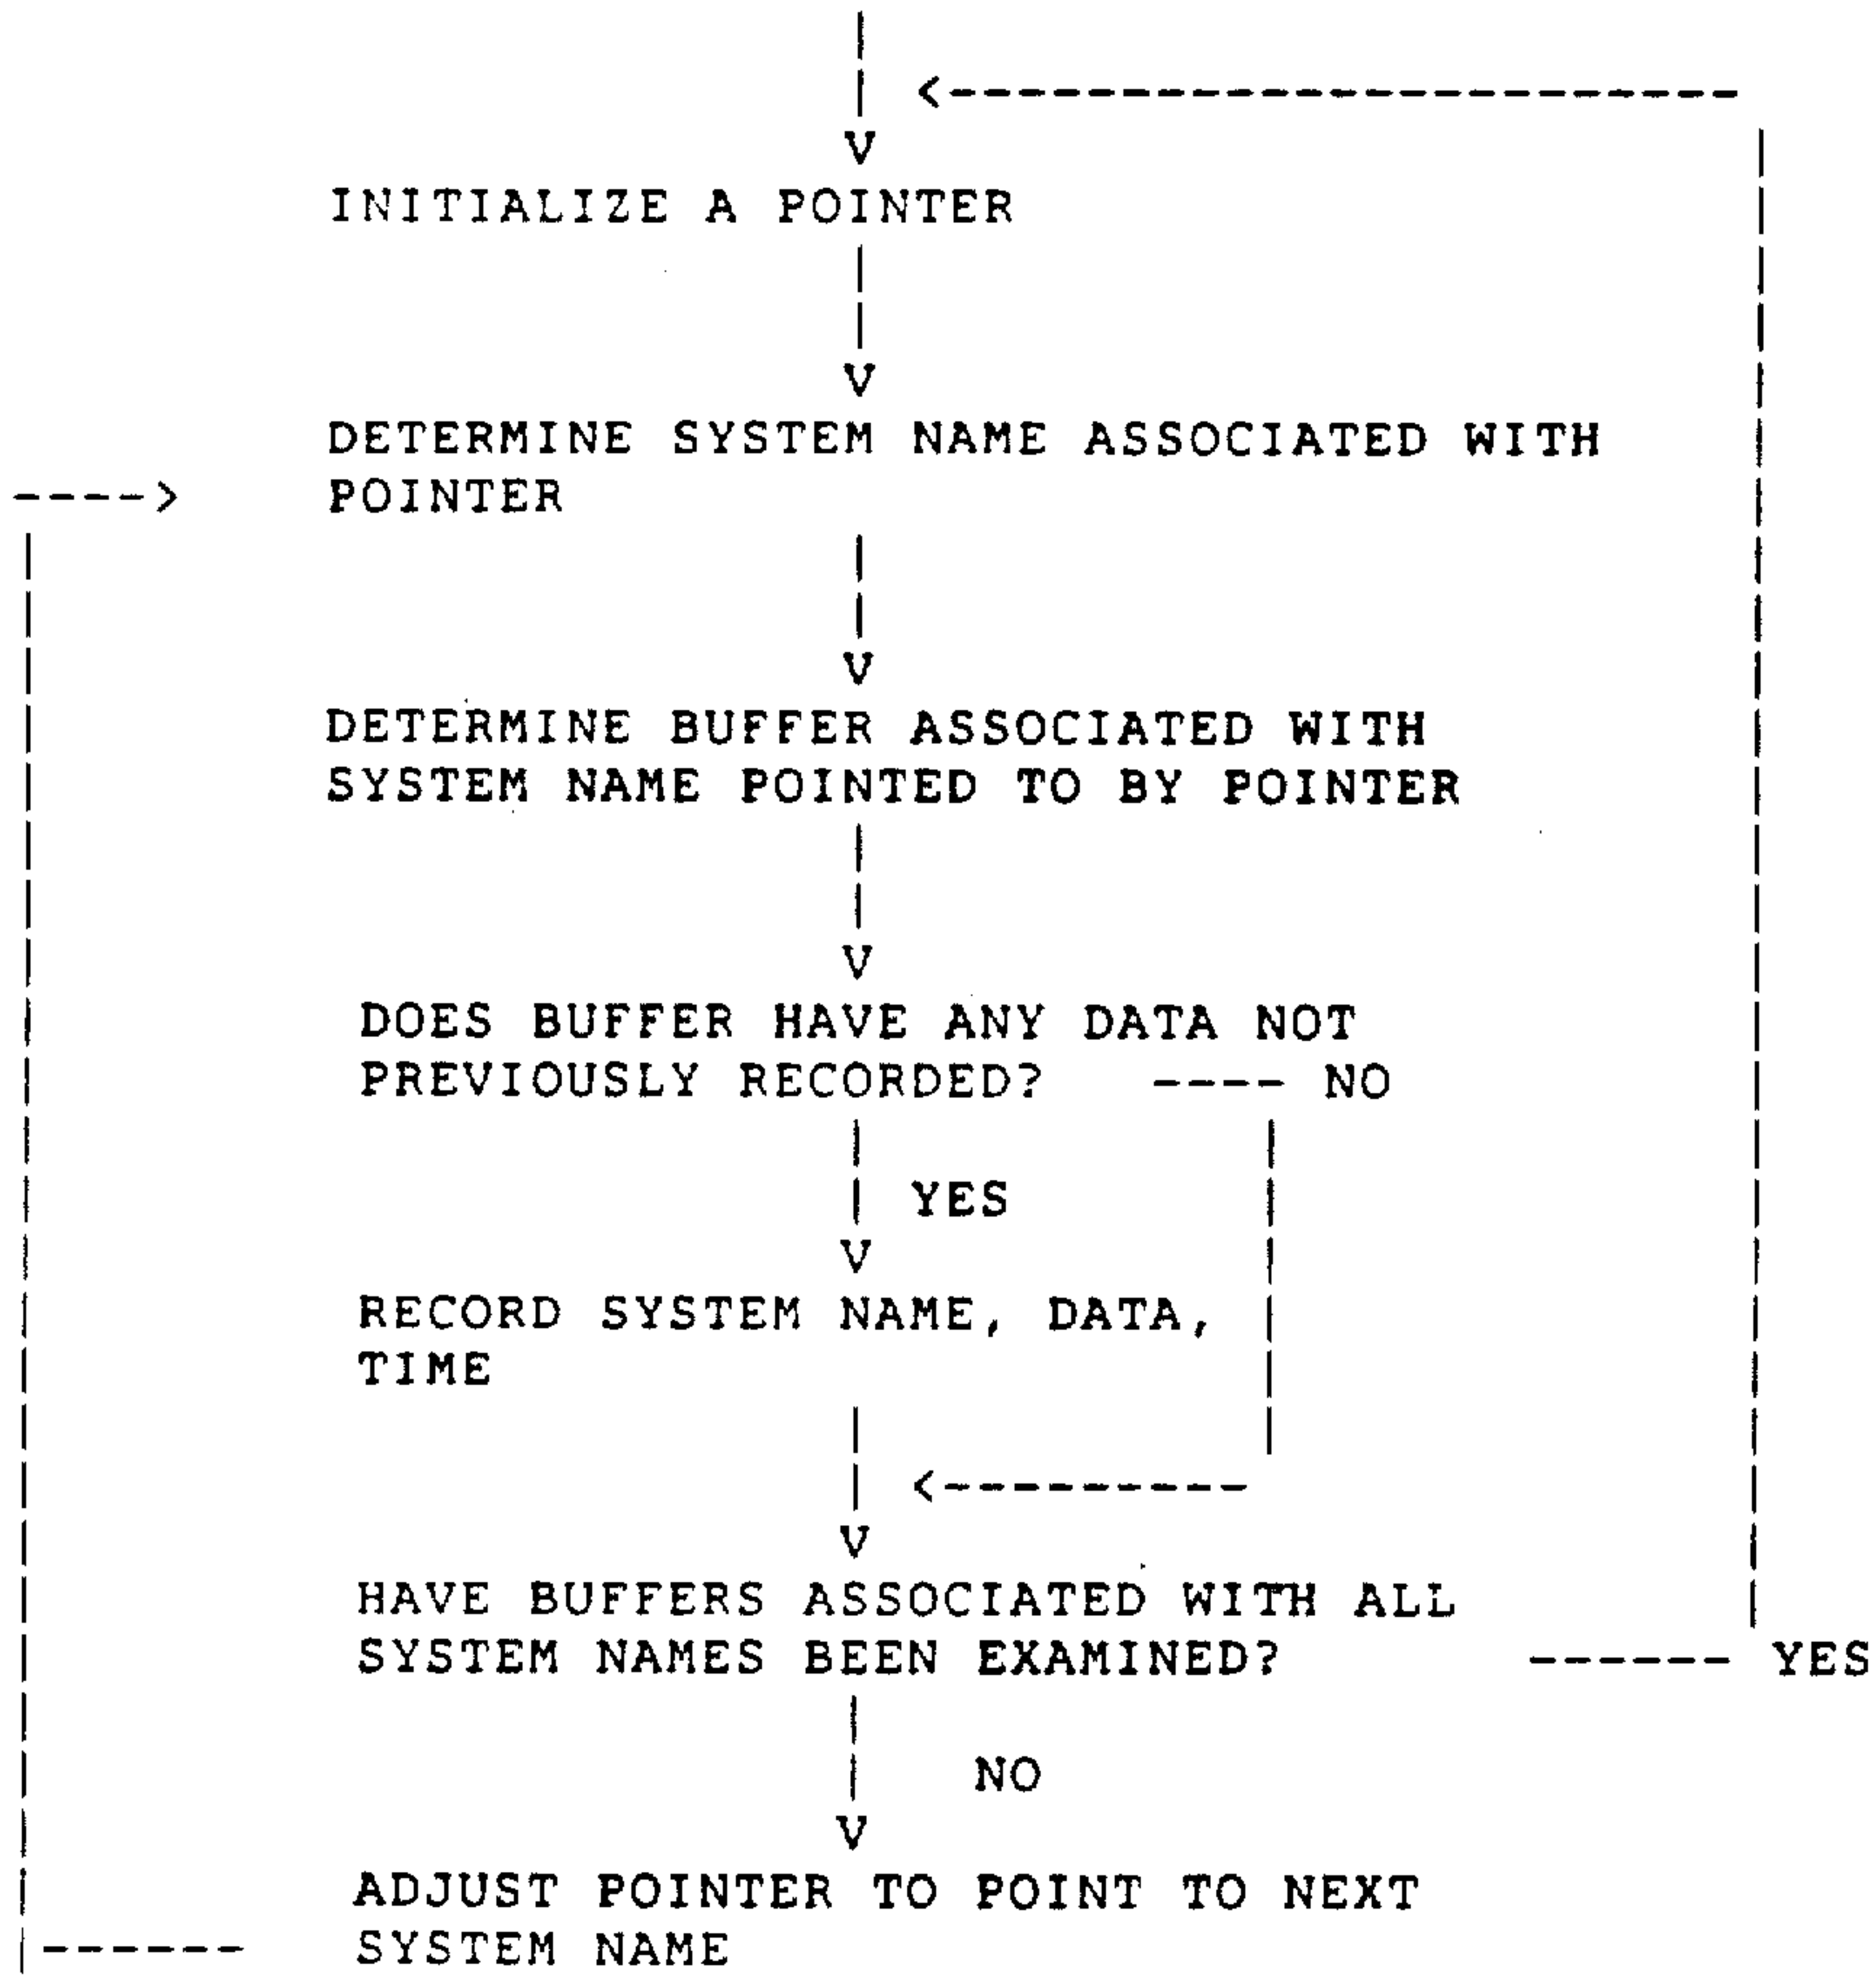 INITIALIZE A POINTER
DETERMINE SYSTEM NAME ASSOCIATED WITH
POINTER
DETERMINE BUFFER ASSOCIATED WITH
SYSTEM NAME POINTED TO BY POINTER
DOES BUFFER HAVE ANY DATA NOT
PREVIOUSLY RECORDED? ---- NO
YES
RECORD SYSTEM NAME, DATA,
TIME
HAVE BUFFERS ASSOCIATED WITH ALL
SYSTEM NAMES BEEN EXAMINED? ------ YES
NO
ADJUST POINTER TO POINT TO NEXT
SYSTEM NAME